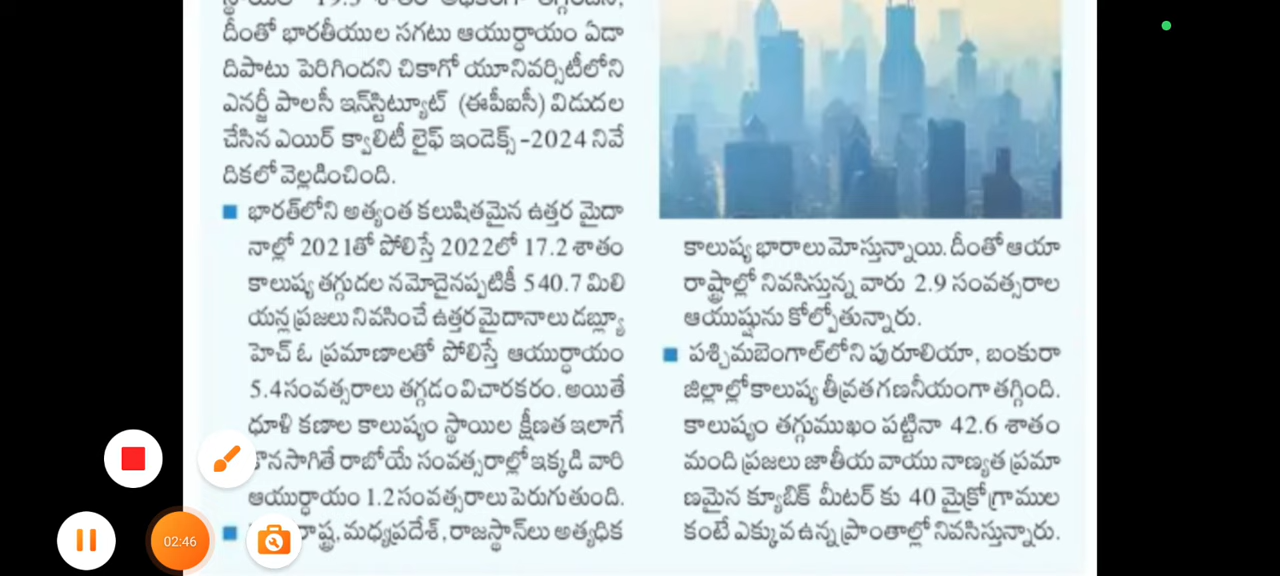 19.3 శాతం
దీంతో భారతీయుల సగటు ఆయుర్ధాయం ఏడా
దిపాటు పెరిగిందని చికాగో యూనివర్సిటీలోని
ఎనర్జీ పాలసీ ఇన్‌స్టిట్యూట్ (ఈపీఐసీ) విడుదల
చేసిన ఎయిర్ క్వాలిటీ లైఫ్ ఇండెక్స్-2024 నివే
దికలో వెల్లడించింది.
■ భారత్‌లోని అత్యంత కలుషితమైన ఉత్తర మైదా
నాల్లో 2021తో పోలిస్తే 2022లో 17.2 శాతం
కాలుష్య తగ్గుదల నమోదైనప్పటికీ 540.7 మిలి
యన్ల ప్రజలు నివసించే ఉత్తర మైదానాలు డబ్ల్యూ
హెచ్ ఓ ప్రమాణాలతో పోలిస్తే ఆయుర్ధాయం
5.4 సంవత్సరాలు తగ్గడం విచారకరం. అయితే
ధూళి కణాల కాలుష్యం స్థాయిల క్షీణత ఇలాగే
కొనసాగితే రాబోయే సంవత్సరాల్లో ఇక్కడి వారి
ఆయుర్ధాయం 1.2 సంవత్సరాలు పెరుగుతుంది.
■ మధ్యప్రదేశ్, రాజస్థాన్‌లు అత్యధిక
కాలుష్య భారాలు మోస్తున్నాయి. దీంతో ఆయా
రాష్ట్రాల్లో నివసిస్తున్న వారు 2.9 సంవత్సరాల
ఆయుష్షును కోల్పోతున్నారు.
■ పశ్చిమబెంగాల్‌లోని పురూలియా, బంకురా
జిల్లాల్లో కాలుష్య తీవ్రత గణనీయంగా తగ్గింది.
కాలుష్యం తగ్గుముఖం పట్టినా 42.6 శాతం
మంది ప్రజలు జాతీయ వాయు నాణ్యత ప్రమా
ణమైన క్యూబిక్ మీటర్ కు 40 మైక్రోగ్రాముల
కంటే ఎక్కువ ఉన్న ప్రాంతాల్లో నివసిస్తున్నారు.
02:46